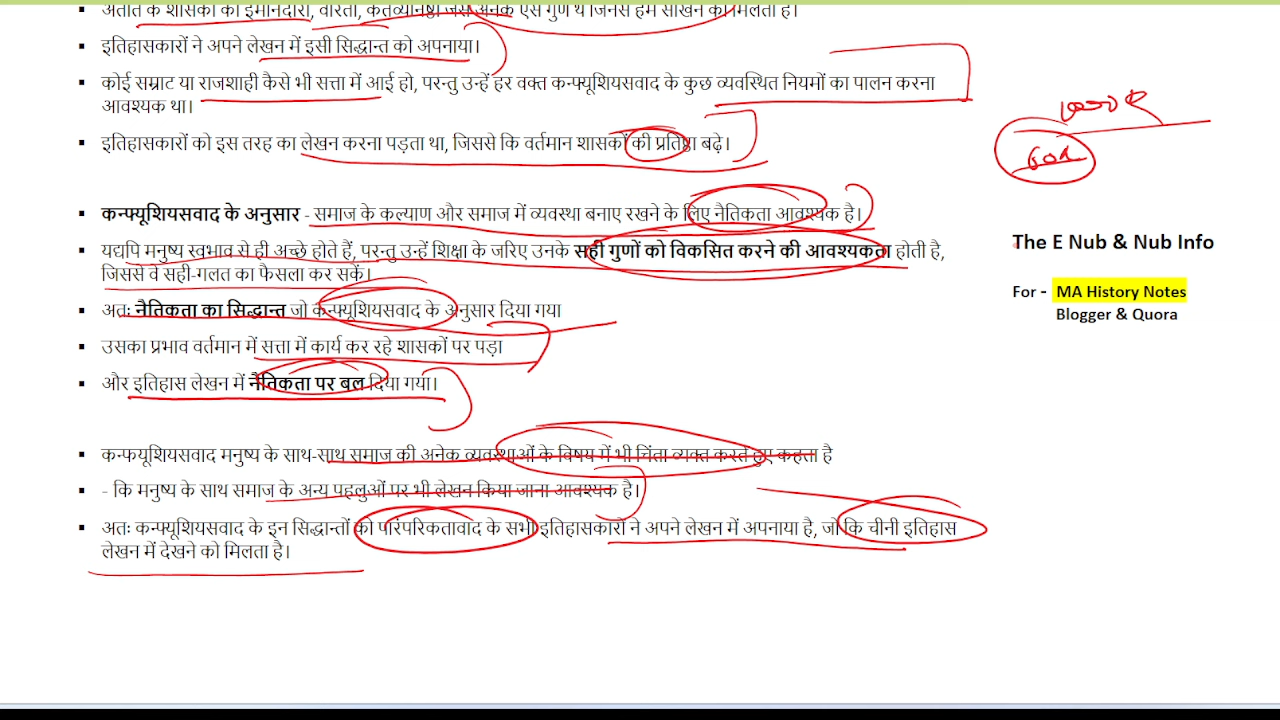 अतीत के शासकों की ईमानदारी, वीरता, कर्तव्यनिष्ठा जैसे अनेक ऐसे गुण थे जिनसे हमें सीखने को मिलता है।
▪ इतिहासकारों ने अपने लेखन में इसी सिद्धान्त को अपनाया।
▪ कोई सम्राट या राजशाही कैसे भी सत्ता में आई हो, परन्तु उन्हें हर वक्त कन्फ्यूशियसवाद के कुछ व्यवस्थित नियमों का पालन करना
आवश्यक था।
▪ इतिहासकारों को इस तरह का लेखन करना पड़ता था, जिससे कि वर्तमान शासकों की प्रतिष्ठा बढ़े।
▪ कन्फ्यूशियसवाद के अनुसार - समाज के कल्याण और समाज में व्यवस्था बनाए रखने के लिए नैतिकता आवश्यक है।
▪ यद्यपि मनुष्य स्वभाव से ही अच्छे होते हैं, परन्तु उन्हें शिक्षा के जरिए उनके सही गुणों को विकसित करने की आवश्यकता होती है,
जिससे वे सही-गलत का फैसला कर सकें।
▪ अतः नैतिकता का सिद्धान्त जो कन्फ्यूशियसवाद के अनुसार दिया गया
▪ उसका प्रभाव वर्तमान में सत्ता में कार्य कर रहे शासकों पर पड़ा
▪ और इतिहास लेखन में नैतिकता पर बल दिया गया।
▪ कन्फयूशियसवाद मनुष्य के साथ-साथ समाज की अनेक व्यवस्थाओं के विषय में भी चिंता व्यक्त करते हुए कहता है
▪ - कि मनुष्य के साथ समाज के अन्य पहलुओं पर भी लेखन किया जाना आवश्यक है।
▪ अतः कन्फ्यूशियसवाद के इन सिद्धान्तों को पारंपरिकतावाद के सभी इतिहासकारों ने अपने लेखन में अपनाया है, जो कि चीनी इतिहास
लेखन में देखने को मिलता है।
The E Nub & Nub Info
For - MA History Notes
Blogger & Quora